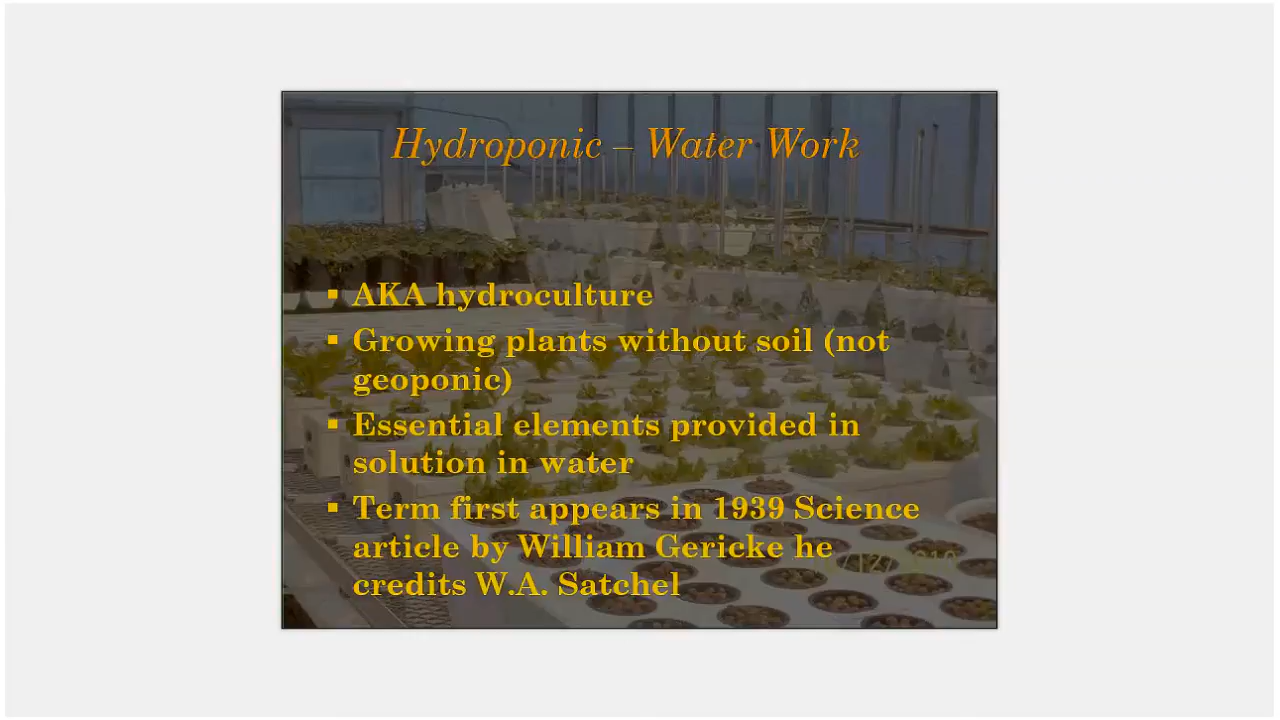 Hydroponic – Water Work
▪ AKA hydroculture
▪ Growing plants without soil (not
geoponic)
▪ Essential elements provided in
solution in water
▪ Term first appears in 1939 Science
article by William Gericke he
credits W.A. Satchel